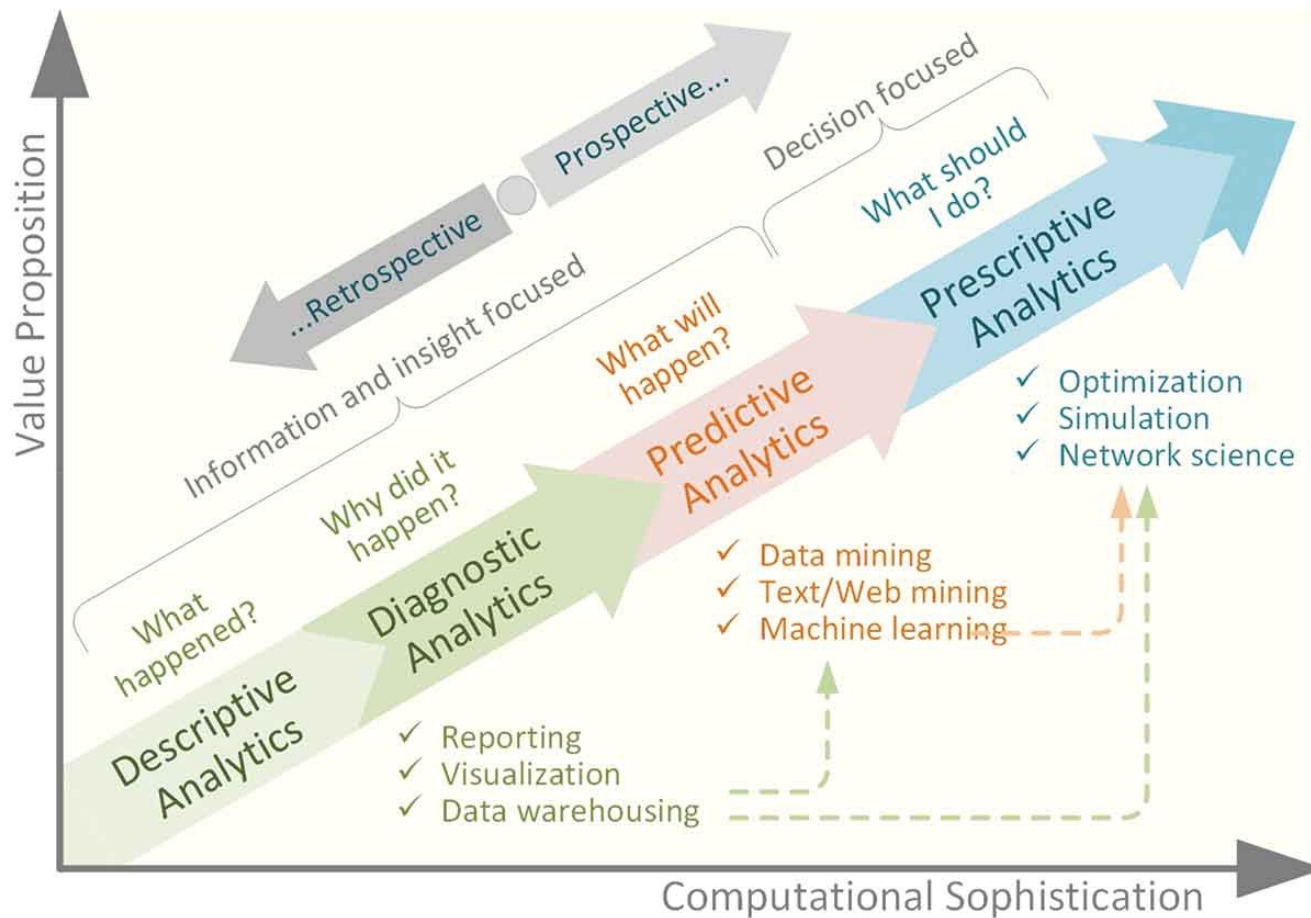 Value Proposition
...Retrospective
Prospective...
Information and insight focused
Decision focused
What
happened?
Why did it
happen?
What will
happen?
What should
I do?
Descriptive
Analytics
Diagnostic
Analytics
Predictive
Analytics
Prescriptive
Analytics
✓ Optimization
✓ Simulation
✓ Network science
✓ Data mining
✓ Text/Web mining
✓ Machine learning
✓ Reporting
✓ Visualization
✓ Data warehousing
Computational Sophistication